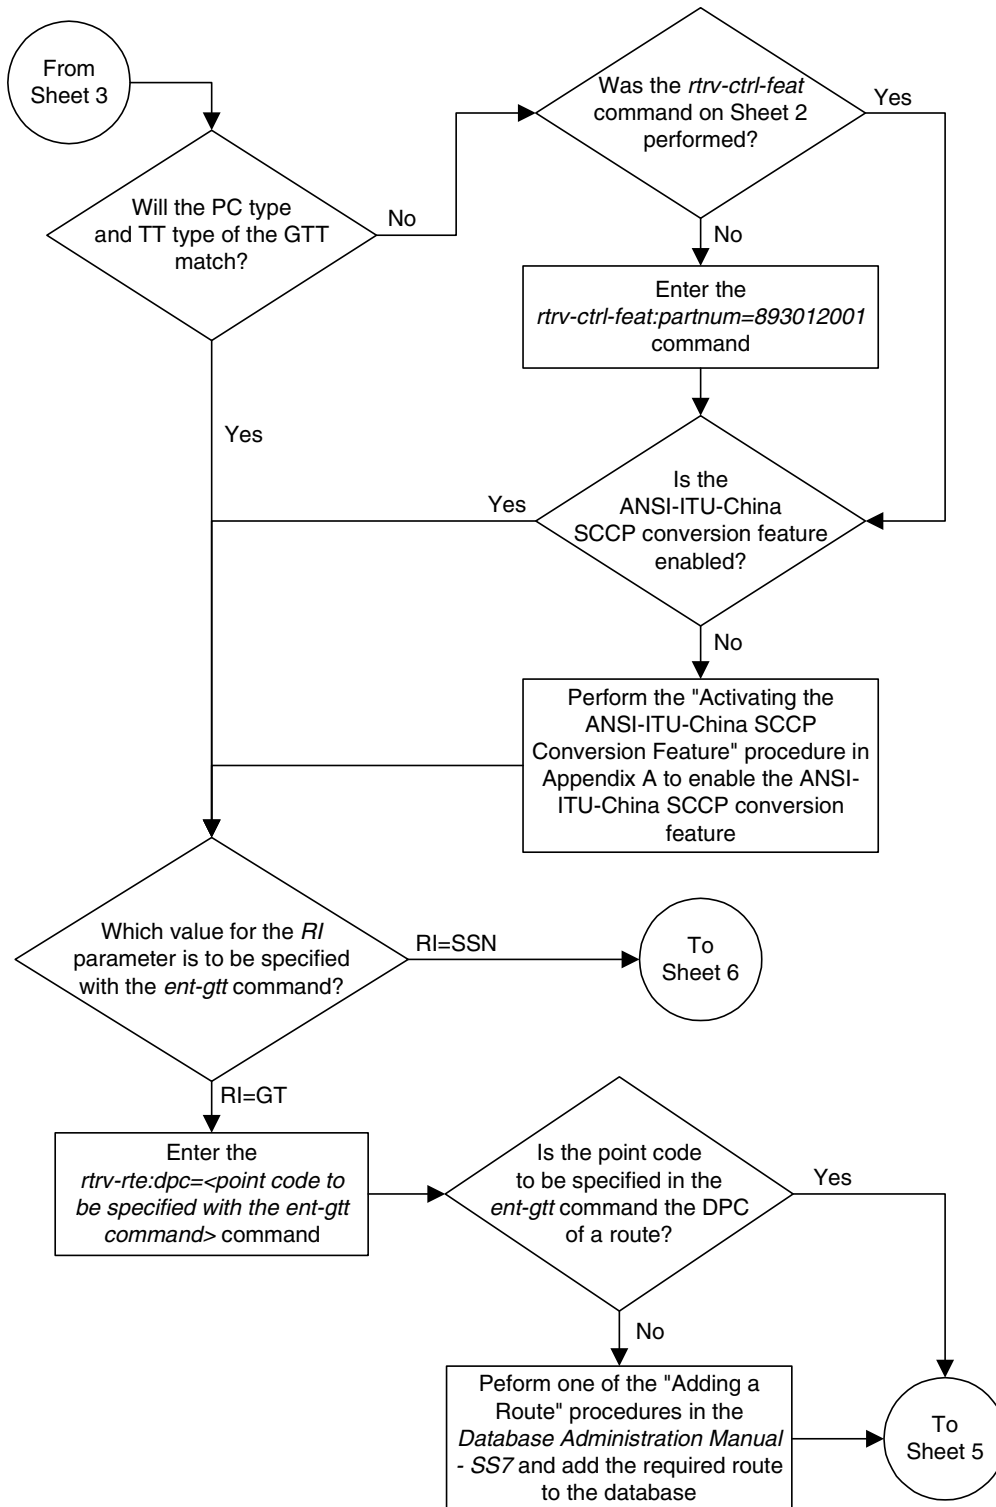 From
Sheet 3
Was the rtrv-ctrl-feat
command on Sheet 2
performed?
Yes
Will the PC type
and TT type of the GTT
match?
No
No
Enter the
rtrv-ctrl-feat:partnum=893012001
command
Yes
Is the
ANSI-ITU-China
SCCP conversion feature
enabled?
Yes
No
Perform the "Activating the
ANSI-ITU-China SCCP
Conversion Feature" procedure in
Appendix A to enable the ANSI-
ITU-China SCCP conversion
feature
Which value for the RI
parameter is to be specified
with the ent-gtt command?
RI=SSN
To
Sheet 6
RI=GT
Enter the
rtrv-rte:dpc=<point code to
be specified with the ent-gtt
command> command
Is the point code
to be specified in the
ent-gtt command the DPC
of a route?
Yes
No
Peform one of the "Adding a
Route" procedures in the
Database Administration Manual
- SS7 and add the required route
to the database
To
Sheet 5